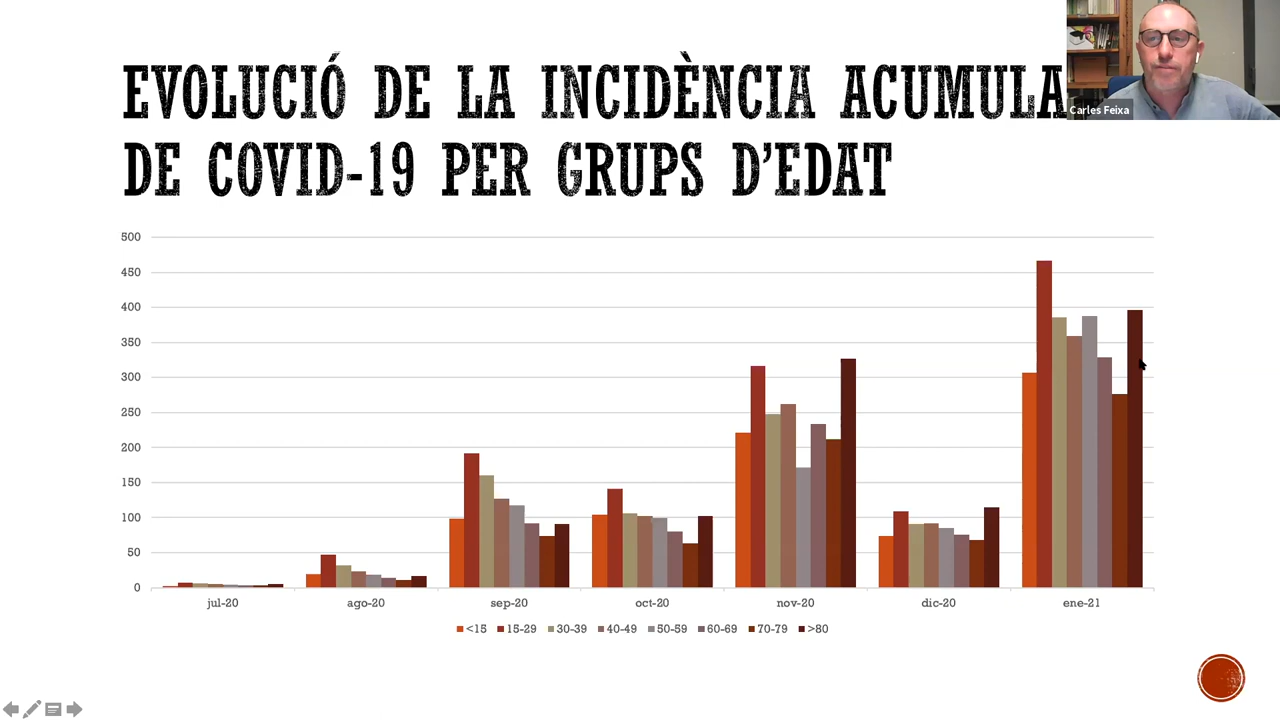 EVOLUCIÓ DE LA INCIDÈNCIA ACUMULA
DE COVID-19 PER GRUPS D’EDAT
Carles Feixa
500
450
400
350
300
250
200
150
100
50
0
jul-20 ago-20 sep-20 oct-20 nov-20 dic-20 ene-21
<15 15-29 30-39 40-49 50-59 60-69 70-79 >80